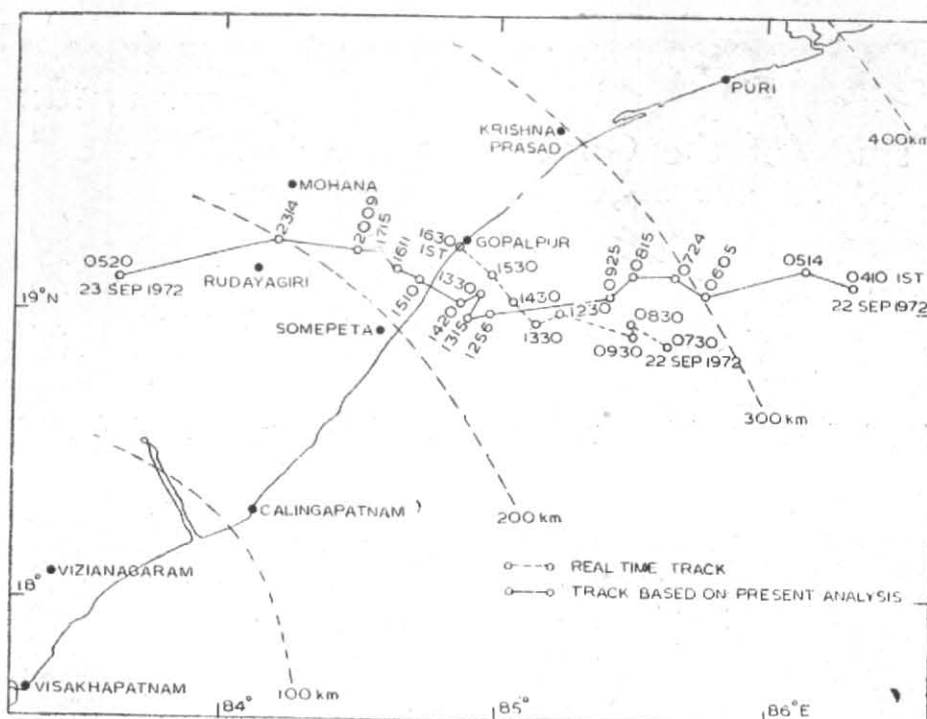 PURI
KRISHNA
PRASAD
400km
MOHANA
2314
2009
1715
1611
1630
IST
GOPALPUR
0925
0815
0724
0605
0514
0410 IST
22 SEP 1972
0520
23 SEP 1972
RUDAYAGIRI
1530
1330
1510
1430
1230
19°N
SOMEPETA
1420
1315
1256
1330
0830
0930
0730
22 SEP 1972
300 km
200 km
CALINGAPATNAM
18°
VIZIANAGARAM
REAL TIME TRACK
TRACK BASED ON PRESENT ANALYSIS
VISAKHAPATNAM
100 km
84°
85°
86°E